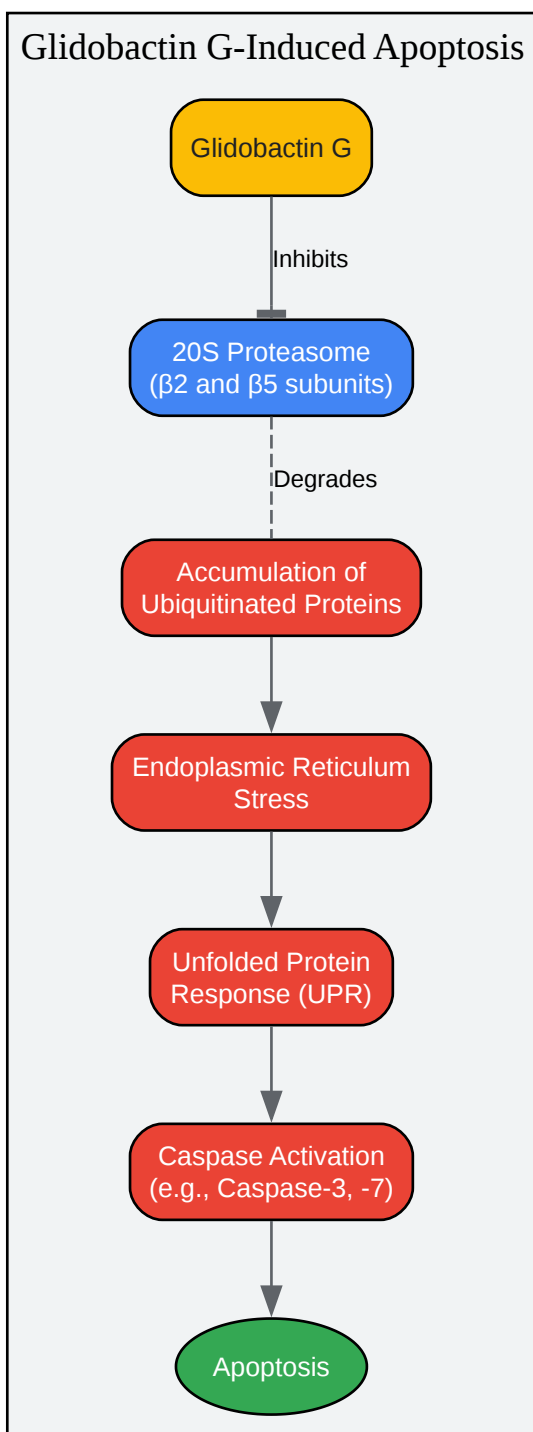 Glidobactin G-Induced Apoptosis
Glidobactin G
Inhibits
20S Proteasome
(β2 and β5 subunits)
Degrades
Accumulation of
Ubiquitinated Proteins
Endoplasmic Reticulum
Stress
Unfolded Protein
Response (UPR)
Caspase Activation
(e.g., Caspase-3, -7)
Apoptosis